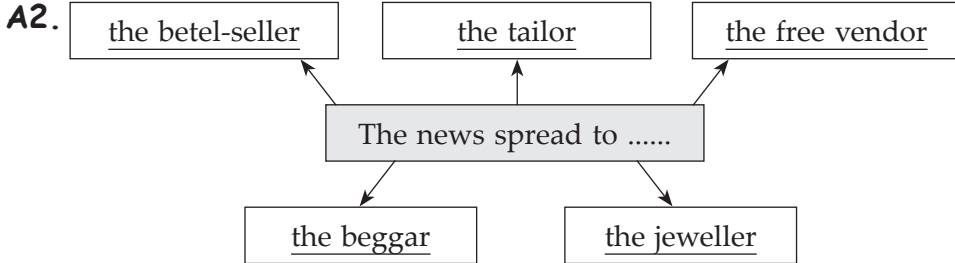 A2.
the betel-seller
the tailor
the free vendor
The news spread to ......
the beggar
the jeweller